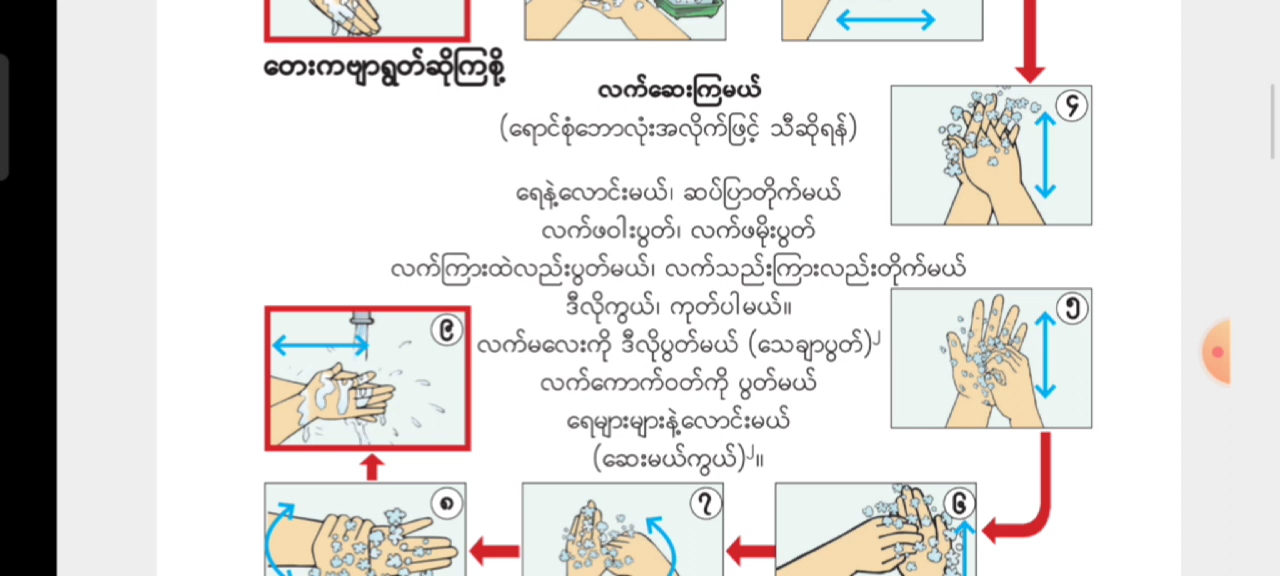 တေးကဗျာရွတ်ဆိုကြစို့
လက်ဆေးကြမယ်
(ရောင်စုံဘောလုံးအလိုက်ဖြင့် သီဆိုရန်)
၄
ရေနဲ့လောင်းမယ်၊ ဆပ်ပြာတိုက်မယ်
လက်ဖဝါးပွတ်၊ လက်ဖမိုးပွတ်
လက်ကြားထဲလည်းပွတ်မယ်၊ လက်သည်းကြားလည်းတိုက်မယ်
ဒီလိုကွယ်၊ ကုတ်ပါမယ်။
၅
၉
လက်မလေးကို ဒီလိုပွတ်မယ် (သေချာပွတ်)၂
လက်ကောက်ဝတ်ကို ပွတ်မယ်
ရေများများနဲ့လောင်းမယ်
(ဆေးမယ်ကွယ်)၂။
၈
၇
၆